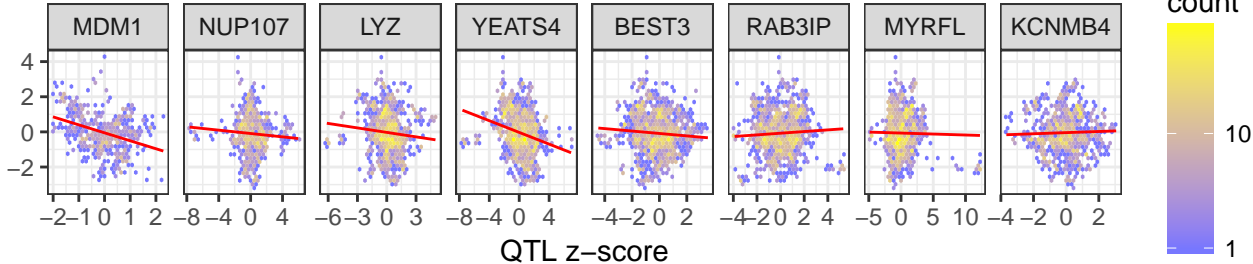 count
MDM1 NUP107 LYZ YEATS4 BEST3 RAB3IP MYRFL KCNMB4
4
2
0
−2
10
1
−2 −1 0 1 2 −8 −4 0 4 −6 −3 0 3 −8 −4 0 4 −4 −2 0 2 −4 −2 0 2 4 −5 0 5 10 −4 −2 0 2
QTL z−score